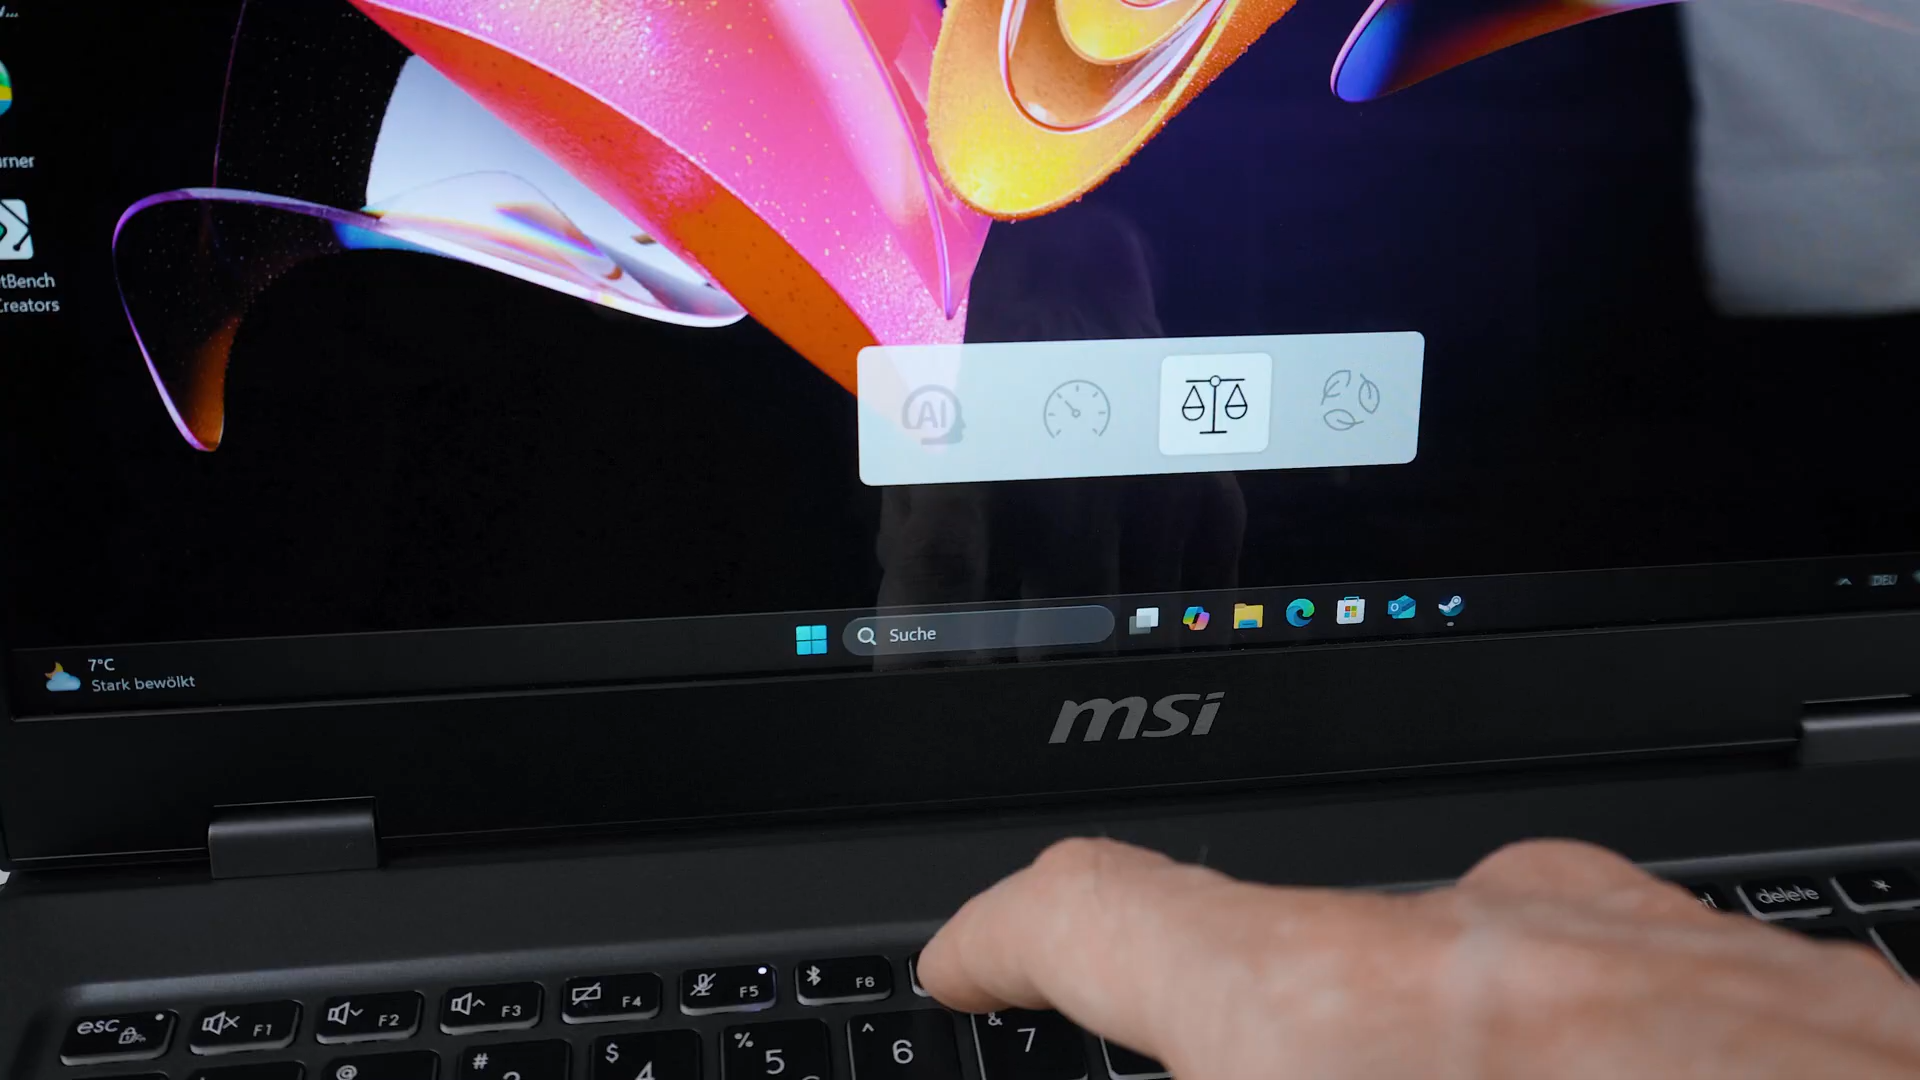 tBench
Creators
AI
7°C
Stark bewölkt
Suche
DEU
msi
delete
*
esc
F1
F2
F3
F4
F5
F6
#
$
4
%
5
^
6
&
7
@